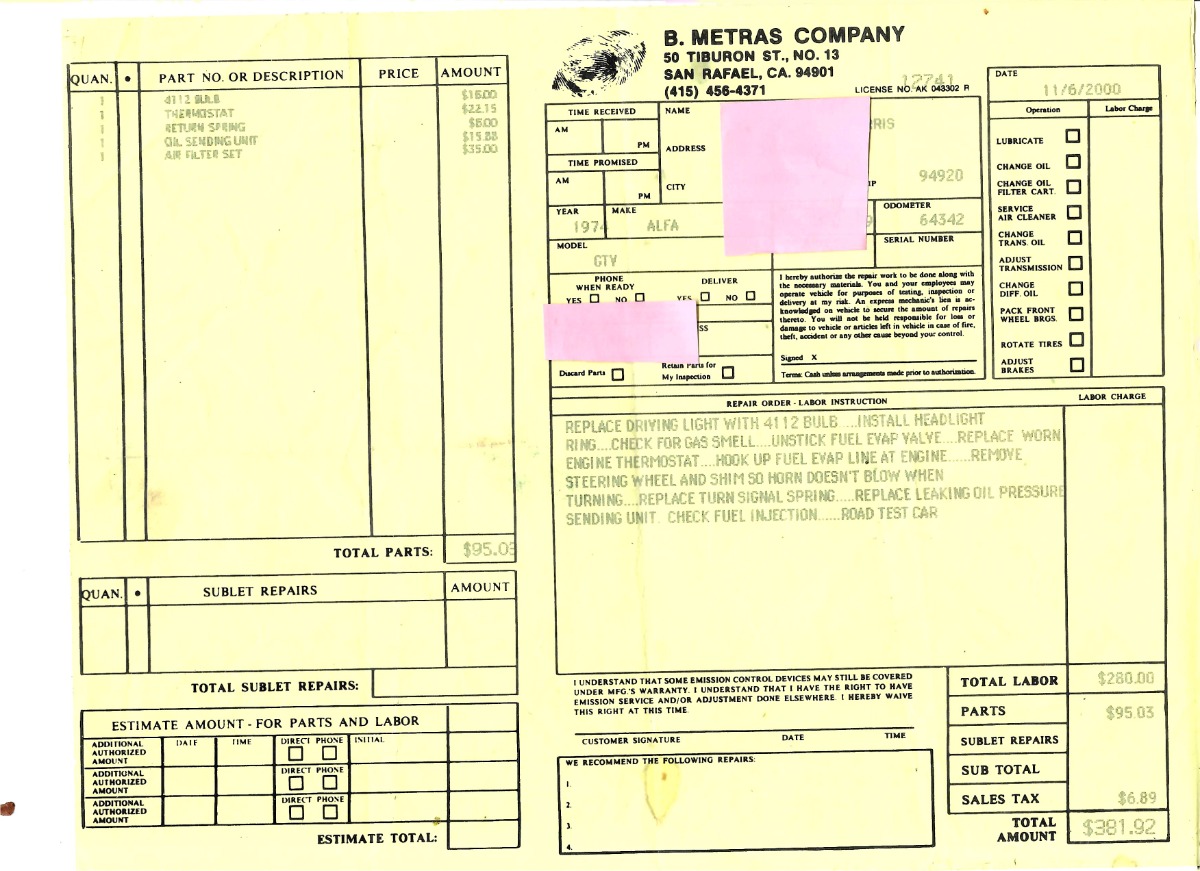 B. METRAS COMPANY
50 TIBURON ST., NO. 13
SAN RAFAEL, CA. 94901
(415) 456-4371
12741
LICENSE NO. AK 043302 R
DATE
11/6/2000
QUAN. • PART NO. OR DESCRIPTION PRICE AMOUNT
1 4112 BULB $16.00
1 THERMOSTAT $22.15
1 RETURN SPRING $6.00
1 OIL SENDING UNIT $15.88
1 AIR FILTER SET $35.00
TOTAL PARTS: $95.03
QUAN. • SUBLET REPAIRS AMOUNT
TOTAL SUBLET REPAIRS:
ESTIMATE AMOUNT - FOR PARTS AND LABOR
ADDITIONAL AUTHORIZED AMOUNT DATE TIME DIRECT PHONE INITIAL
ADDITIONAL AUTHORIZED AMOUNT DIRECT PHONE
ADDITIONAL AUTHORIZED AMOUNT DIRECT PHONE
ESTIMATE TOTAL:
TIME RECEIVED
AM
PM
TIME PROMISED
AM
PM
NAME
RRIS
ADDRESS
CITY
IP 94920
YEAR MAKE ODOMETER
1974 ALFA 9 64342
MODEL SERIAL NUMBER
GTV
PHONE WHEN READY
YES NO
DELIVER
YES NO
SS
Discard Parts
Retain Parts for
My Inspection
I hereby authorize the repair work to be done along with
the necessary materials. You and your employees may
operate vehicle for purposes of testing, inspection or
delivery at my risk. An express mechanic's lien is ac-
knowledged on vehicle to secure the amount of repairs
thereto. You will not be held responsible for loss or
damage to vehicle or articles left in vehicle in case of fire,
theft, accident or any other cause beyond your control.
Signed X
Terms: Cash unless arrangements made prior to authorization.
Operation Labor Charge
LUBRICATE
CHANGE OIL
CHANGE OIL
FILTER CART.
SERVICE
AIR CLEANER
CHANGE
TRANS. OIL
ADJUST
TRANSMISSION
CHANGE
DIFF. OIL
PACK FRONT
WHEEL BRGS.
ROTATE TIRES
ADJUST
BRAKES
REPAIR ORDER - LABOR INSTRUCTION LABOR CHARGE
REPLACE DRIVING LIGHT WITH 4112 BULB ....INSTALL HEADLIGHT
RING....CHECK FOR GAS SMELL....UNSTICK FUEL EVAP VALVE....REPLACE WORN
ENGINE THERMOSTAT....HOOK UP FUEL EVAP LINE AT ENGINE.....REMOVE
STEERING WHEEL AND SHIM SO HORN DOESN'T BLOW WHEN
TURNING....REPLACE TURN SIGNAL SPRING.....REPLACE LEAKING OIL PRESSURE
SENDING UNIT. CHECK FUEL INJECTION......ROAD TEST CAR
I UNDERSTAND THAT SOME EMISSION CONTROL DEVICES MAY STILL BE COVERED
UNDER MFG.'S WARRANTY. I UNDERSTAND THAT I HAVE THE RIGHT TO HAVE
EMISSION SERVICE AND/OR ADJUSTMENT DONE ELSEWHERE. I HEREBY WAIVE
THIS RIGHT AT THIS TIME.
CUSTOMER SIGNATURE DATE TIME
WE RECOMMEND THE FOLLOWING REPAIRS:
1.
2.
3.
4.
TOTAL LABOR $280.00
PARTS $95.03
SUBLET REPAIRS
SUB TOTAL
SALES TAX $6.89
TOTAL AMOUNT $381.92